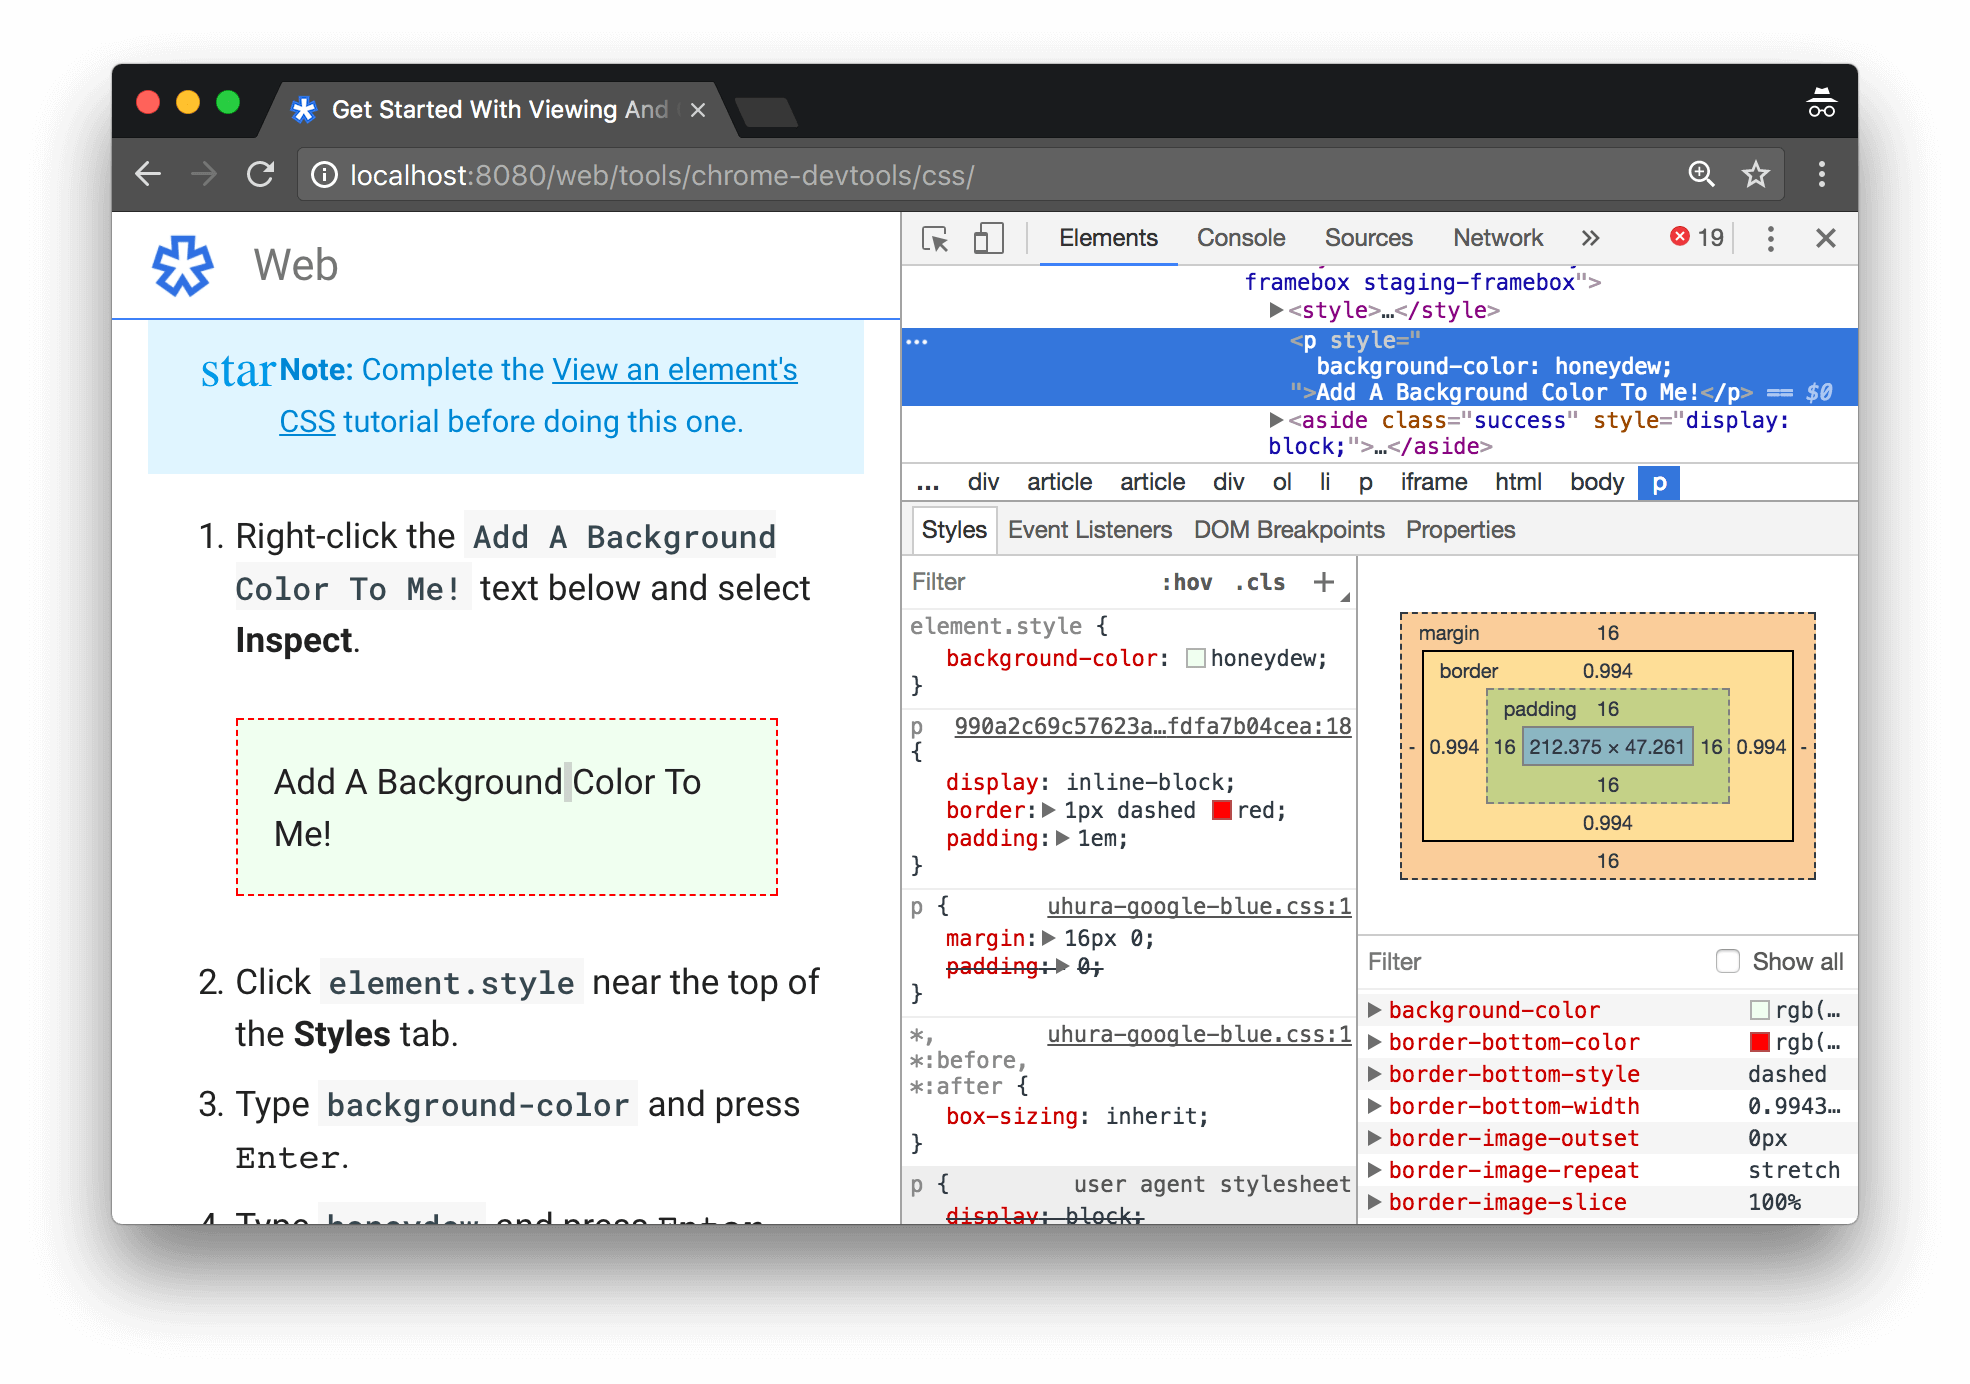 Get Started With Viewing And
localhost:8080/web/tools/chrome-devtools/css/
Web
star Note: Complete the View an element's
CSS tutorial before doing this one.
1. Right-click the Add A Background
Color To Me! text below and select
Inspect.
Add A Background Color To
Me!
2. Click element.style near the top of
the Styles tab.
3. Type background-color and press
Enter.
4. Type honeydew and press Enter
Elements Console Sources Network » 19
framebox staging-framebox">
▶<style>…</style>
… <p style="
background-color: honeydew;
">Add A Background Color To Me!</p> == $0
▶<aside class="success" style="display:
block;">…</aside>
… div article article div ol li p iframe html body p
Styles Event Listeners DOM Breakpoints Properties
Filter :hov .cls +
element.style {
background-color: honeydew;
}
p 990a2c69c57623a…fdfa7b04cea:18
{
display: inline-block;
border:▶ 1px dashed red;
padding:▶ 1em;
}
p { uhura-google-blue.css:1
margin:▶ 16px 0;
padding:▶ 0;
}
*, uhura-google-blue.css:1
*:before,
*:after {
box-sizing: inherit;
}
p { user agent stylesheet
display: block;
margin 16
border 0.994
padding 16
- 0.994 16 212.375 × 47.261 16 0.994 -
16
0.994
16
Filter Show all
▶ background-color rgb(…
▶ border-bottom-color rgb(…
▶ border-bottom-style dashed
▶ border-bottom-width 0.9943…
▶ border-image-outset 0px
▶ border-image-repeat stretch
▶ border-image-slice 100%